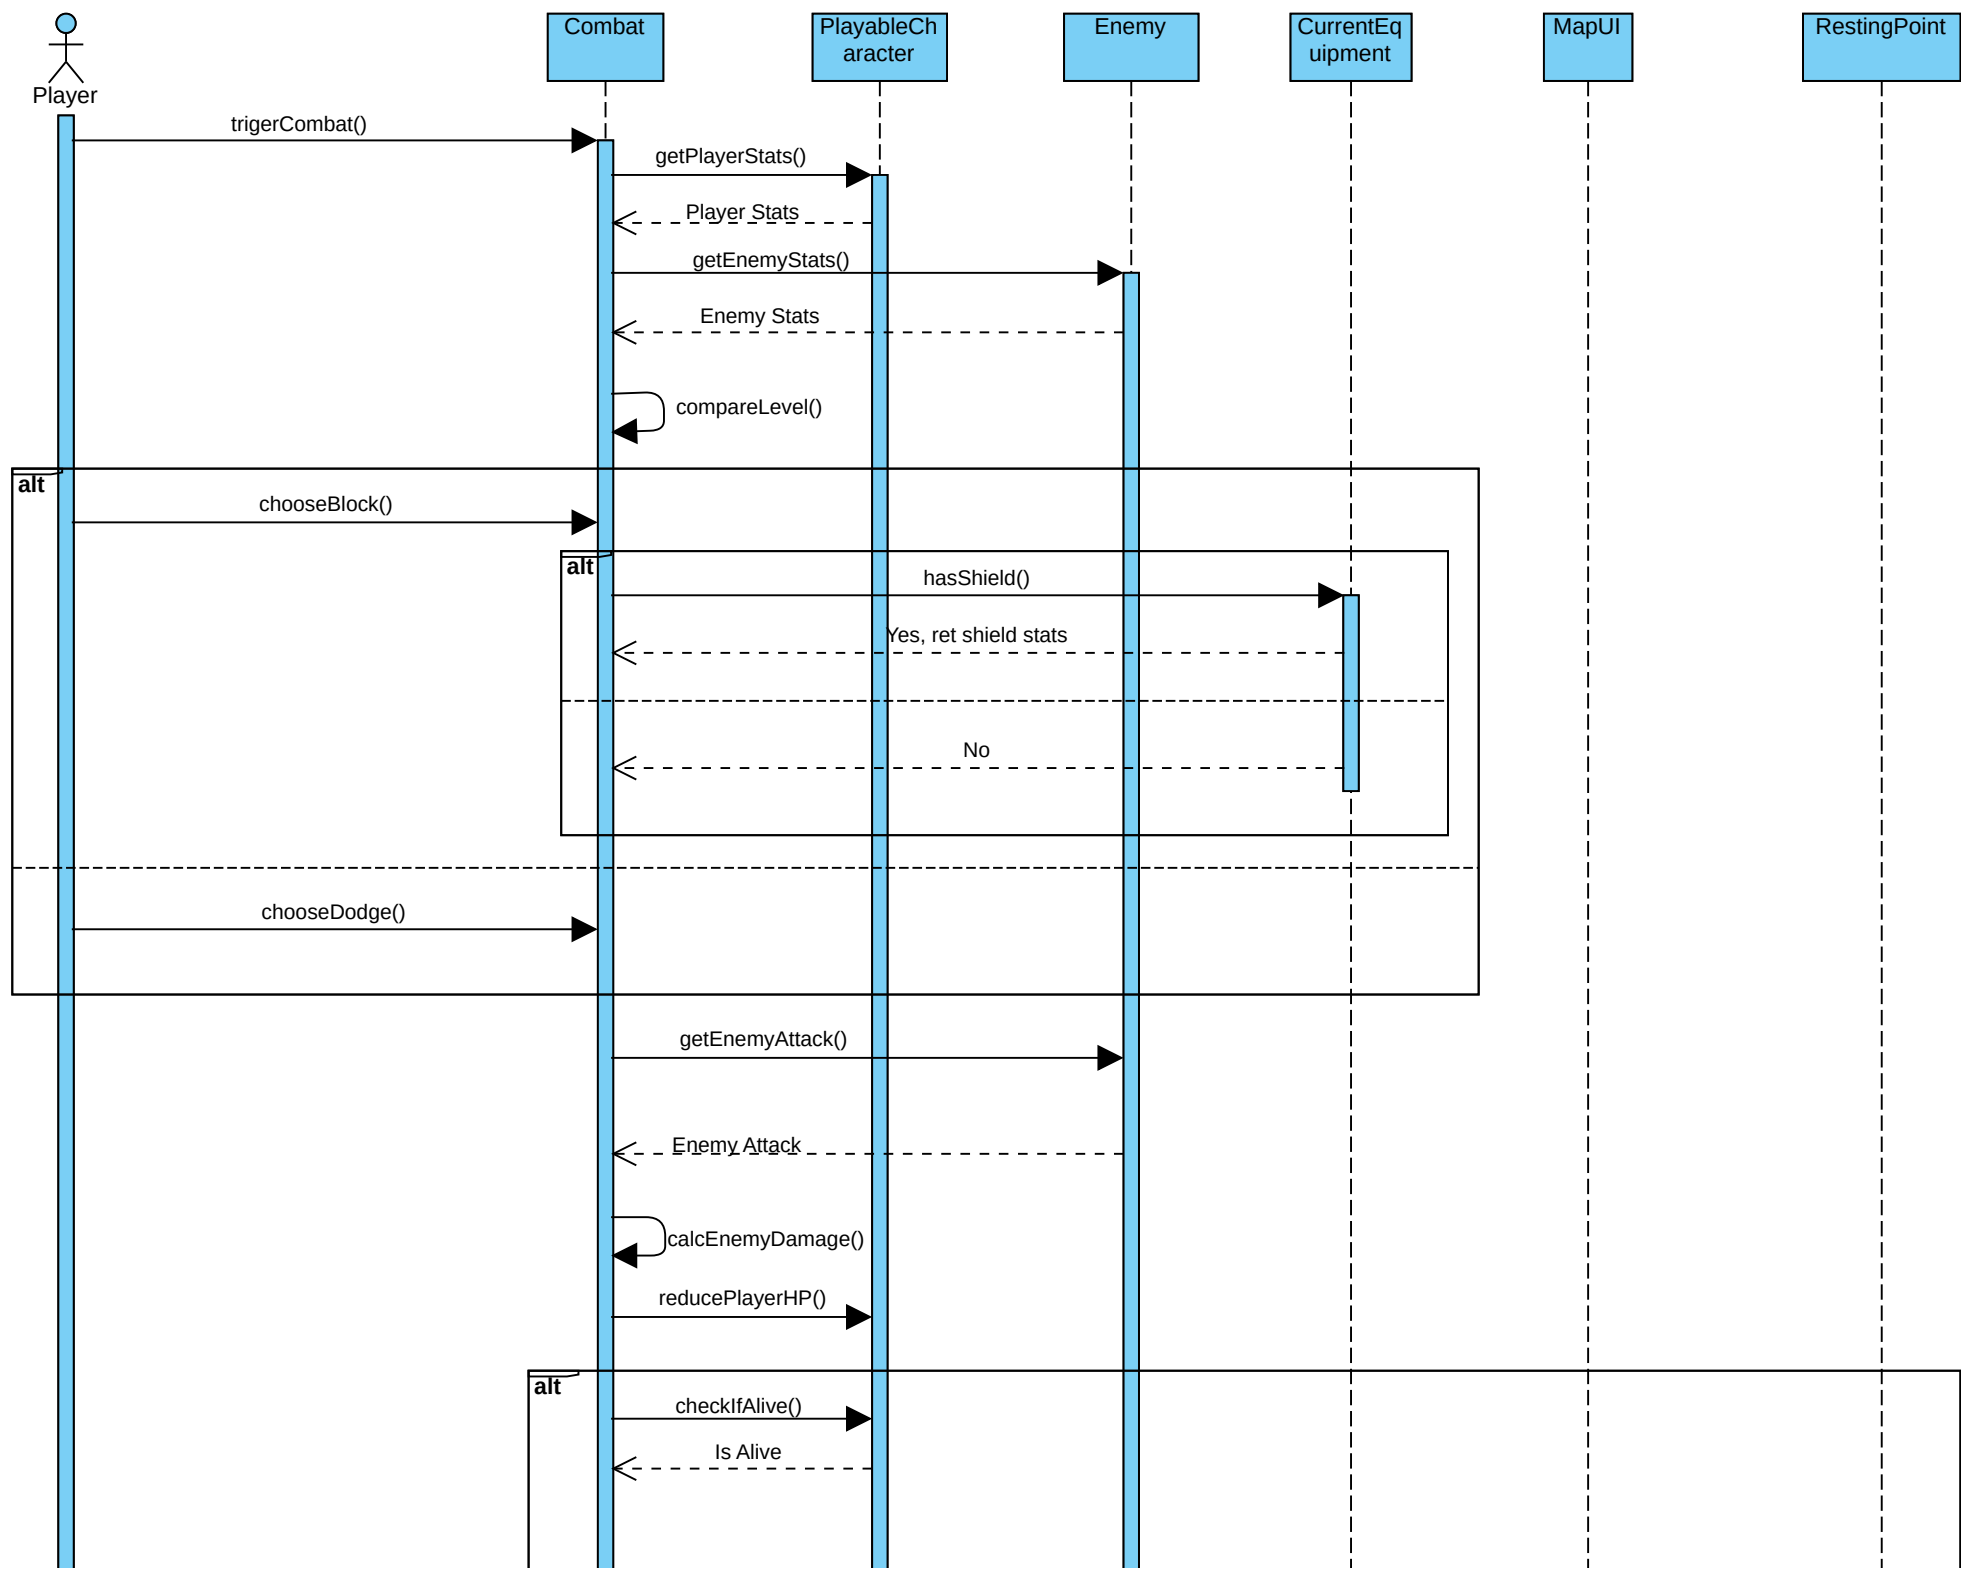 Player
Combat
PlayableCh
aracter
Enemy
CurrentEq
uipment
MapUI
RestingPoint
trigerCombat()
getPlayerStats()
Player Stats
getEnemyStats()
Enemy Stats
compareLevel()
alt
chooseBlock()
alt
hasShield()
Yes, ret shield stats
No
chooseDodge()
getEnemyAttack()
Enemy Attack
calcEnemyDamage()
reducePlayerHP()
alt
checkIfAlive()
Is Alive